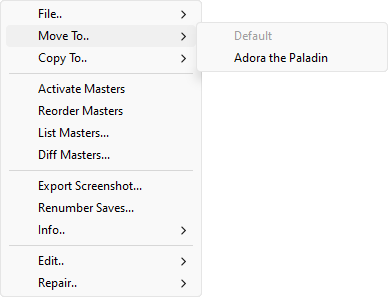 File..
Move To..
Copy To..
Activate Masters
Reorder Masters
List Masters...
Diff Masters...
Export Screenshot...
Renumber Saves...
Info..
Edit..
Repair..
Default
Adora the Paladin